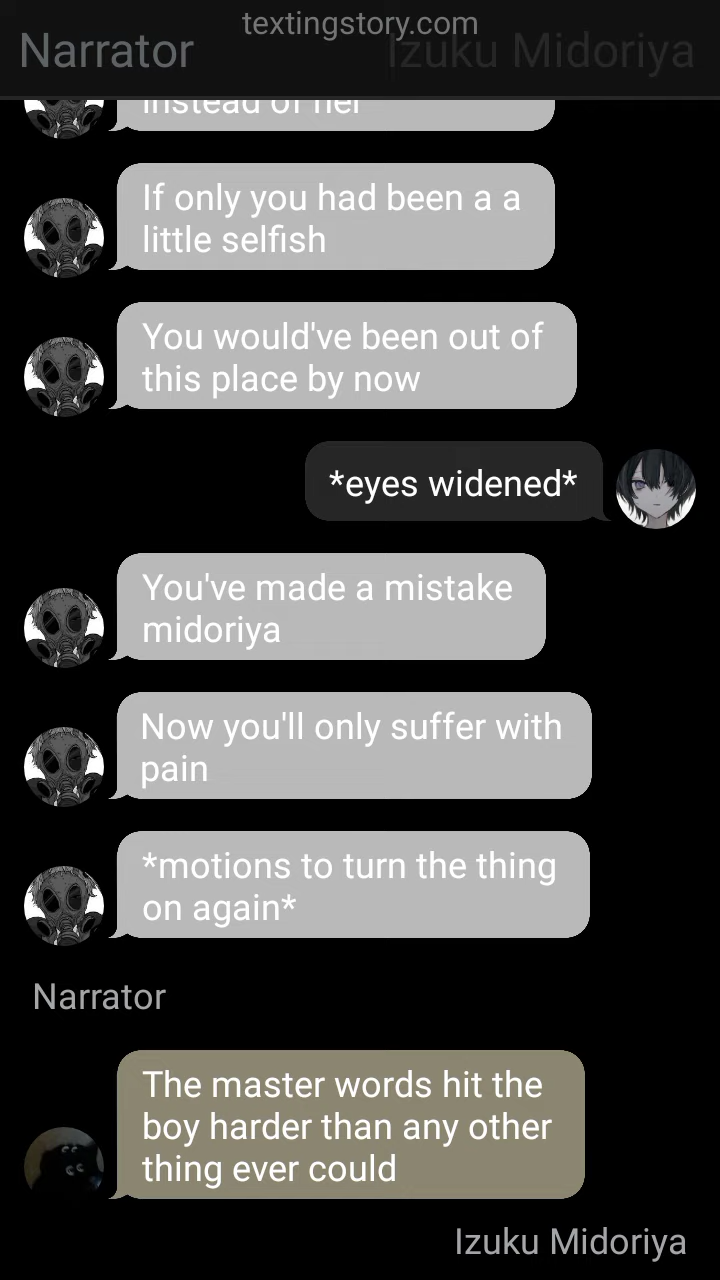 textingstory.com
Narrator
Izuku Midoriya
instead of her
If only you had been a a
little selfish
You would've been out of
this place by now
*eyes widened*
You've made a mistake
midoriya
Now you'll only suffer with
pain
*motions to turn the thing
on again*
Narrator
The master words hit the
boy harder than any other
thing ever could
Izuku Midoriya